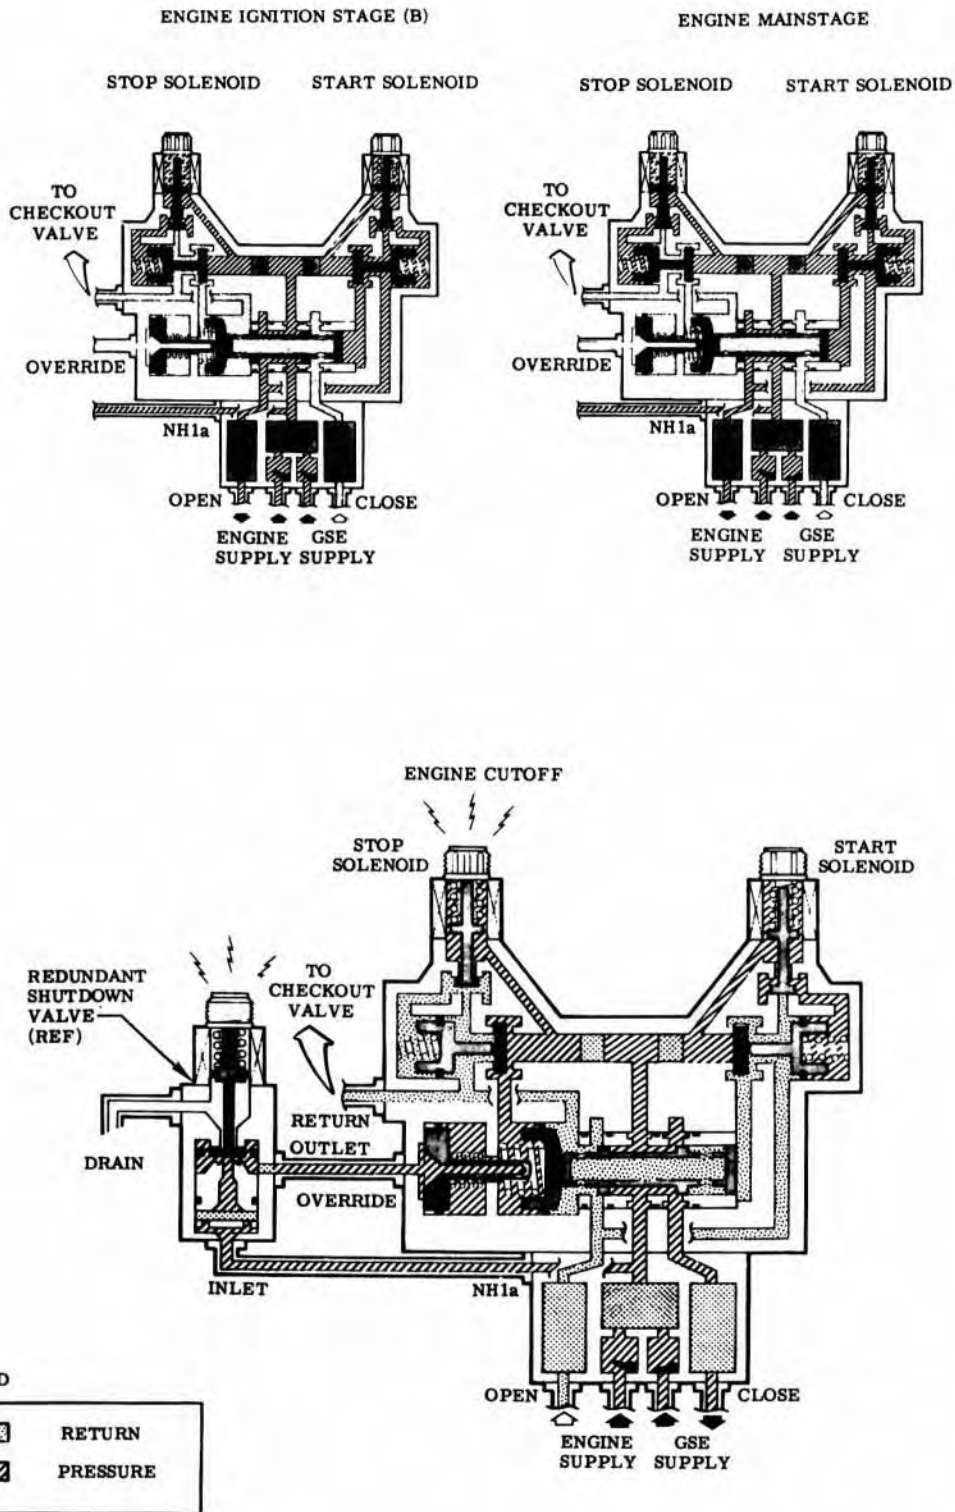 ENGINE IGNITION STAGE (B)
STOP SOLENOID
START SOLENOID
TO
CHECKOUT
VALVE
OVERRIDE
NH1a
OPEN
CLOSE
ENGINE
SUPPLY
GSE
SUPPLY
ENGINE MAINSTAGE
STOP SOLENOID
START SOLENOID
TO
CHECKOUT
VALVE
OVERRIDE
NH1a
OPEN
CLOSE
ENGINE
SUPPLY
GSE
SUPPLY
ENGINE CUTOFF
STOP
SOLENOID
START
SOLENOID
REDUNDANT
SHUTDOWN
VALVE
(REF)
TO
CHECKOUT
VALVE
RETURN
OUTLET
DRAIN
OVERRIDE
INLET
NH1a
OPEN
CLOSE
ENGINE
SUPPLY
GSE
SUPPLY
D
RETURN
PRESSURE